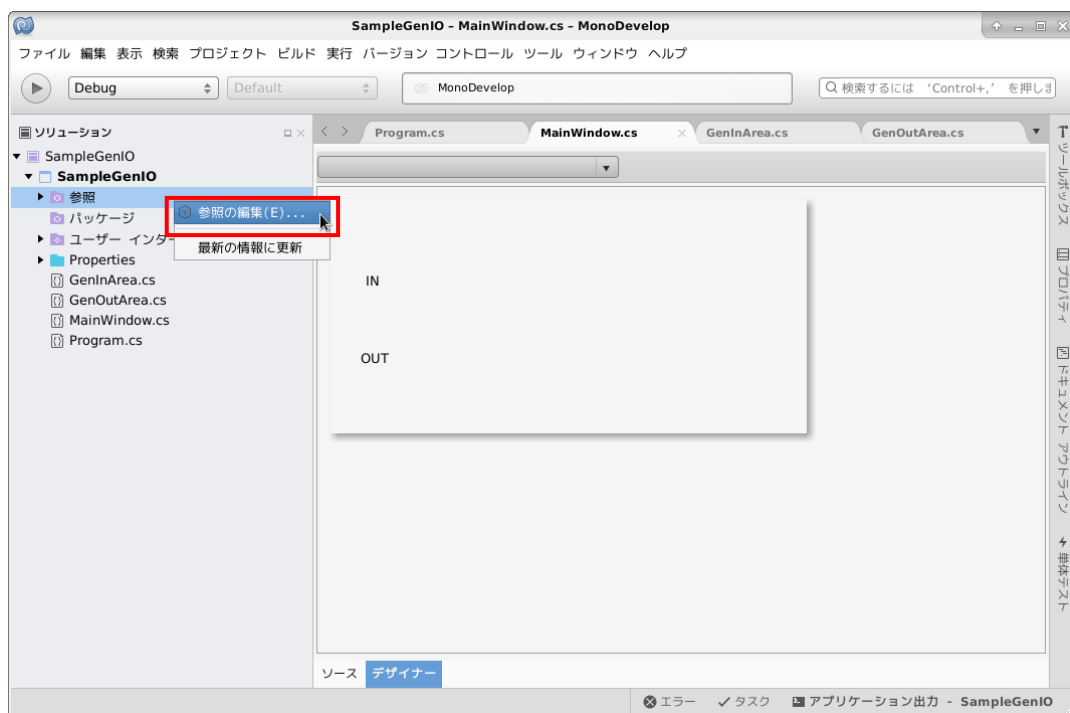 SampleGenIO - MainWindow.cs - MonoDevelop
ファイル 編集 表示 検索 プロジェクト ビルド 実行 バージョン コントロール ツール ウィンドウ ヘルプ
Debug
Default
MonoDevelop
検索するには 'Control+,' を押しま
ソリューション
SampleGenIO
SampleGenIO
参照
パッケージ
ユーザー インター
Properties
GenInArea.cs
GenOutArea.cs
MainWindow.cs
Program.cs
参照の編集(E)...
最新の情報に更新
Program.cs
MainWindow.cs
GenInArea.cs
GenOutArea.cs
IN
OUT
ソース
デザイナー
ツールボックス
プロパティ
ドキュメント アウトライン
単体テスト
エラー
タスク
アプリケーション出力 - SampleGenIO